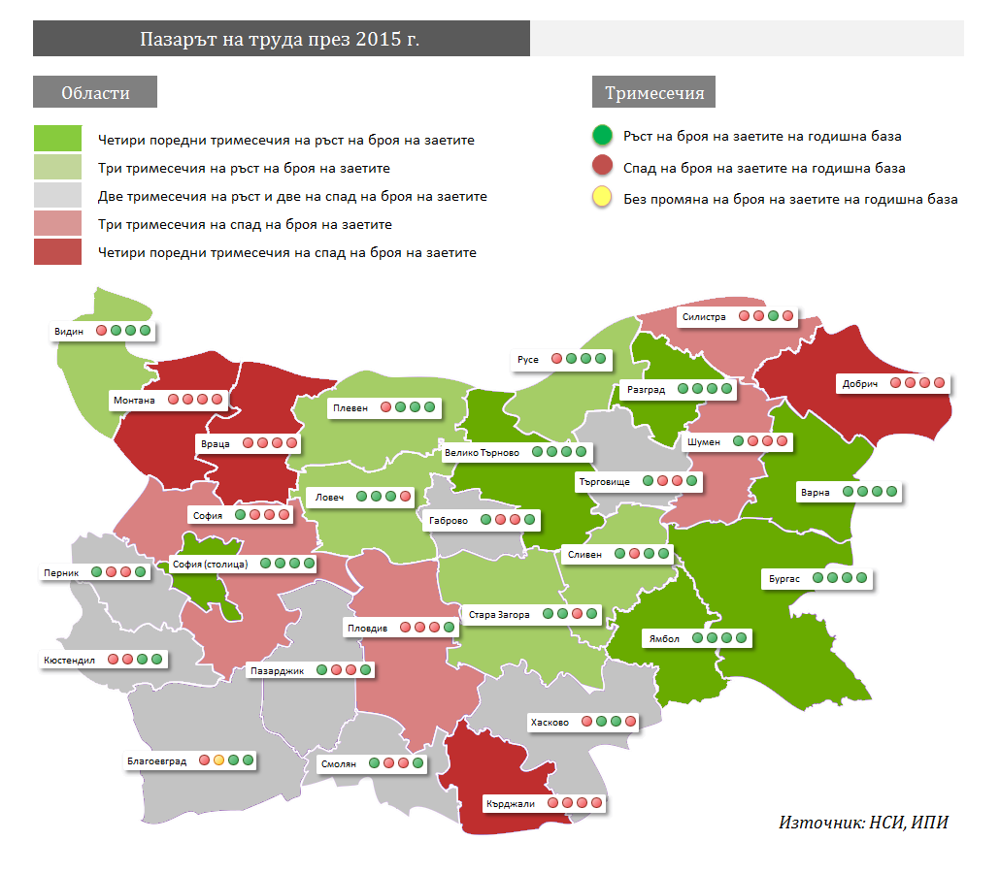 Пазарът на труда през 2015 г.
Области
Тримесечия
Четири поредни тримесечия на ръст на броя на заетите
Три тримесечия на ръст на броя на заетите
Две тримесечия на ръст и две на спад на броя на заетите
Три тримесечия на спад на броя на заетите
Четири поредни тримесечия на спад на броя на заетите
Ръст на броя на заетите на годишна база
Спад на броя на заетите на годишна база
Без промяна на броя на заетите на годишна база
Силистра
Видин
Русе
Добрич
Разград
Монтана
Плевен
Шумен
Враца
Велико Търново
Търговище
Варна
Ловеч
София
Габрово
Сливен
София (столица)
Перник
Бургас
Стара Загора
Пловдив
Ямбол
Кюстендил
Пазарджик
Хасково
Благоевград
Смолян
Кърджали
Източник: НСИ, ИПИ